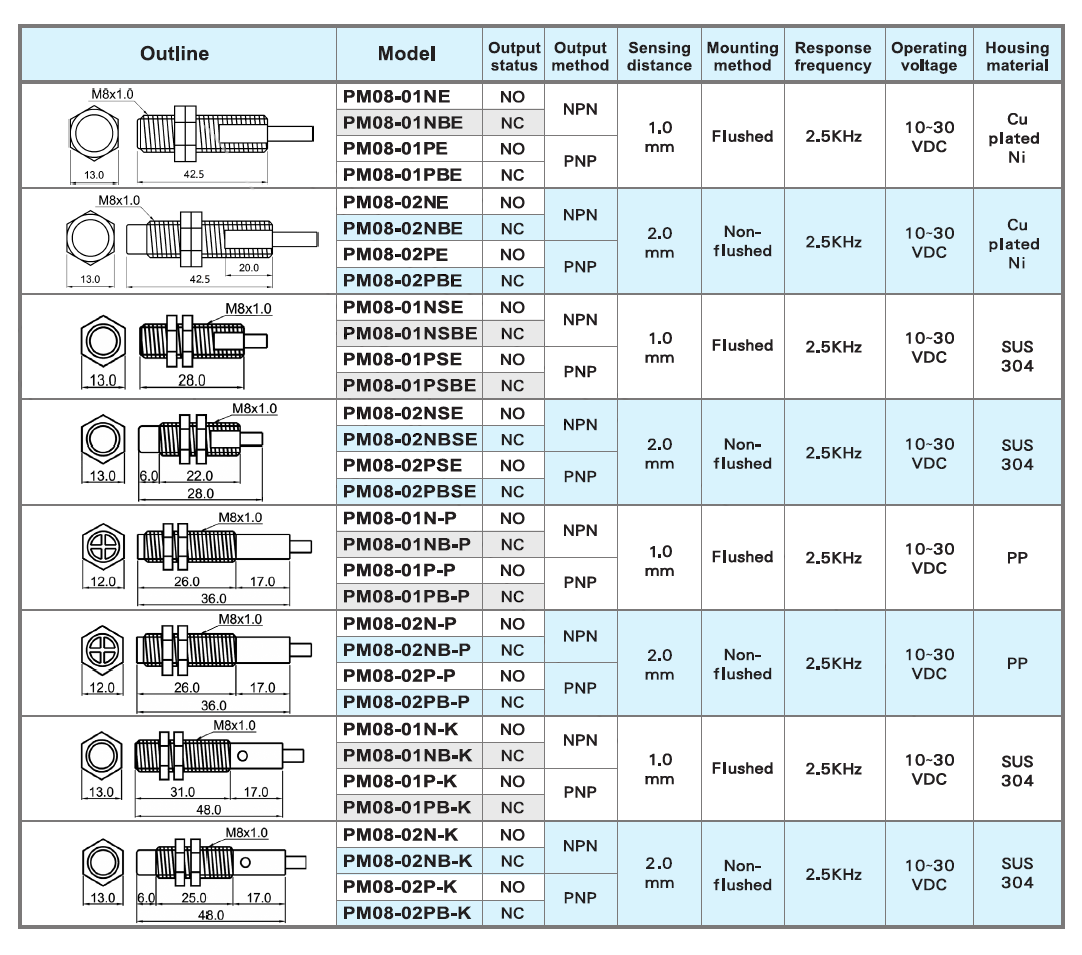 Outline Model Output status Output method Sensing distance Mounting method Response frequency Operating voltage Housing material
M8x1.0
13.0 42.5
PM08-01NE NO NPN
PM08-01NBE NC
PM08-01PE NO PNP
PM08-01PBE NC
1.0 mm Flushed 2.5KHz 10~30 VDC Cu plated Ni
M8x1.0
20.0
13.0 42.5
PM08-02NE NO NPN
PM08-02NBE NC
PM08-02PE NO PNP
PM08-02PBE NC
2.0 mm Non-flushed 2.5KHz 10~30 VDC Cu plated Ni
M8x1.0
13.0 28.0
PM08-01NSE NO NPN
PM08-01NSBE NC
PM08-01PSE NO PNP
PM08-01PSBE NC
1.0 mm Flushed 2.5KHz 10~30 VDC SUS 304
M8x1.0
13.0 6.0 22.0
28.0
PM08-02NSE NO NPN
PM08-02NBSE NC
PM08-02PSE NO PNP
PM08-02PBSE NC
2.0 mm Non-flushed 2.5KHz 10~30 VDC SUS 304
M8x1.0
12.0 26.0 17.0
36.0
PM08-01N-P NO NPN
PM08-01NB-P NC
PM08-01P-P NO PNP
PM08-01PB-P NC
1.0 mm Flushed 2.5KHz 10~30 VDC PP
M8x1.0
12.0 26.0 17.0
36.0
PM08-02N-P NO NPN
PM08-02NB-P NC
PM08-02P-P NO PNP
PM08-02PB-P NC
2.0 mm Non-flushed 2.5KHz 10~30 VDC PP
M8x1.0
13.0 31.0 17.0
48.0
PM08-01N-K NO NPN
PM08-01NB-K NC
PM08-01P-K NO PNP
PM08-01PB-K NC
1.0 mm Flushed 2.5KHz 10~30 VDC SUS 304
M8x1.0
13.0 6.0 25.0 17.0
48.0
PM08-02N-K NO NPN
PM08-02NB-K NC
PM08-02P-K NO PNP
PM08-02PB-K NC
2.0 mm Non-flushed 2.5KHz 10~30 VDC SUS 304